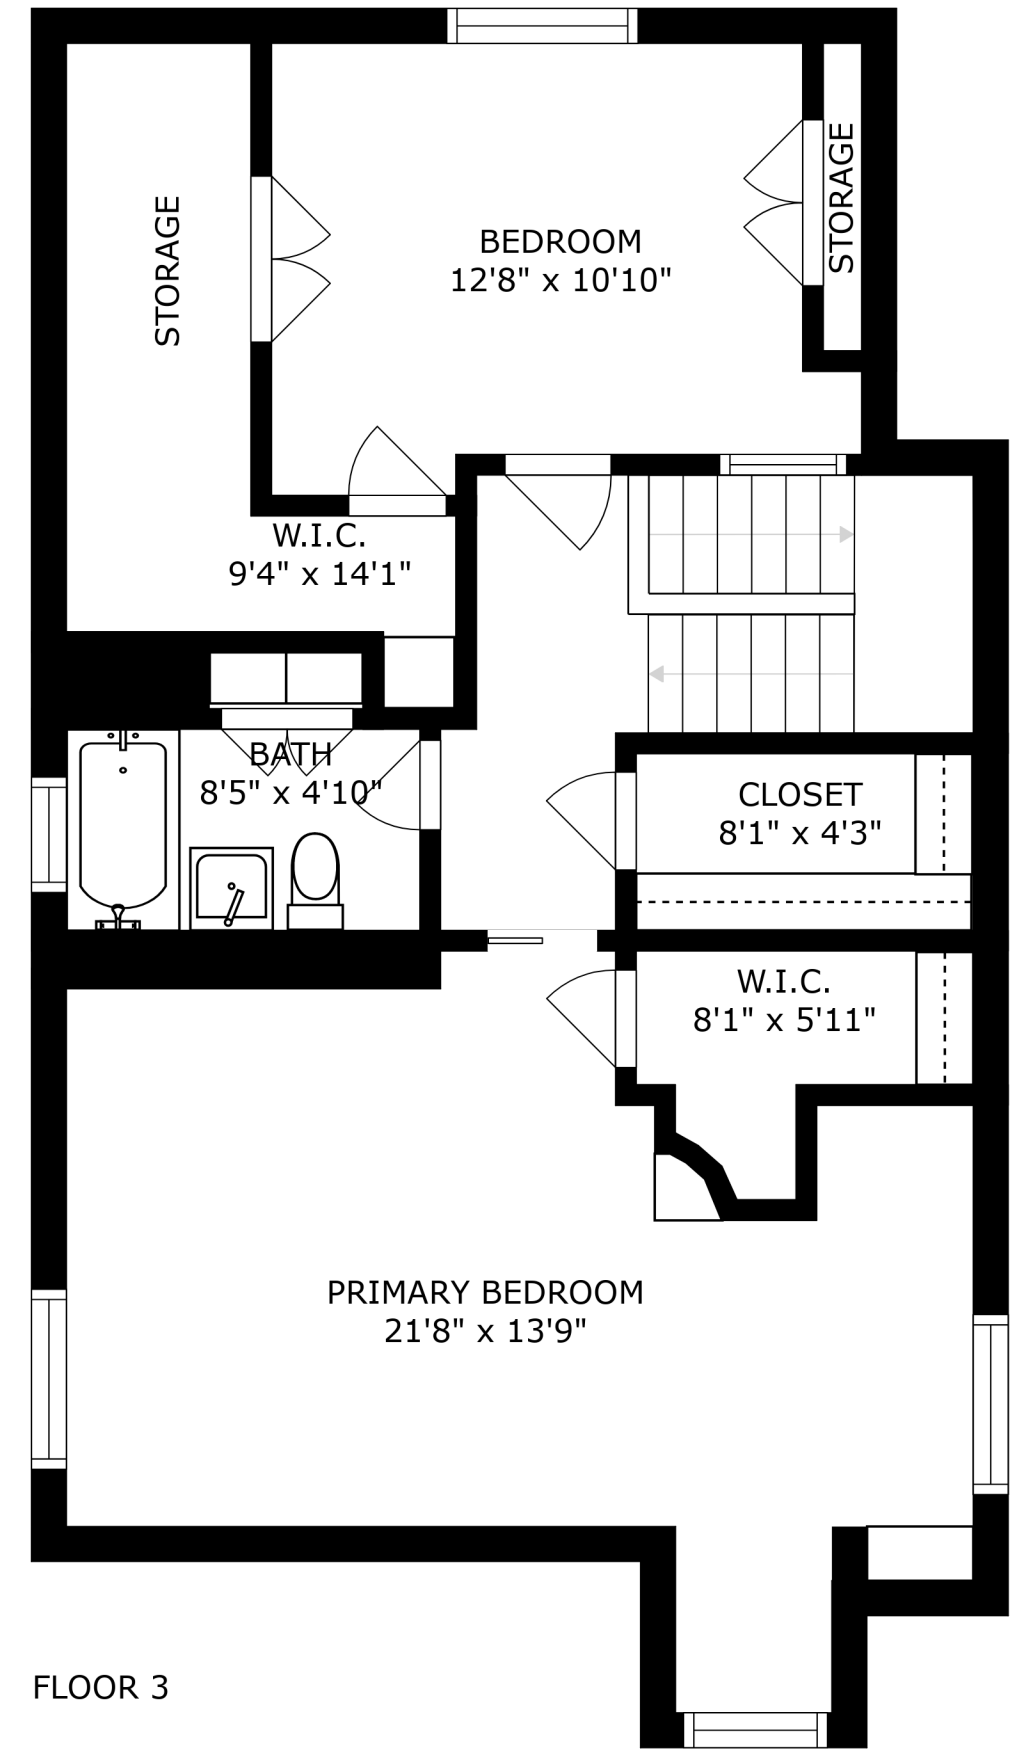 STORAGE
STORAGE
BEDROOM
12'8" x 10'10"
W.I.C.
9'4" x 14'1"
BATH
8'5" x 4'10"
CLOSET
8'1" x 4'3"
W.I.C.
8'1" x 5'11"
PRIMARY BEDROOM
21'8" x 13'9"
FLOOR 3